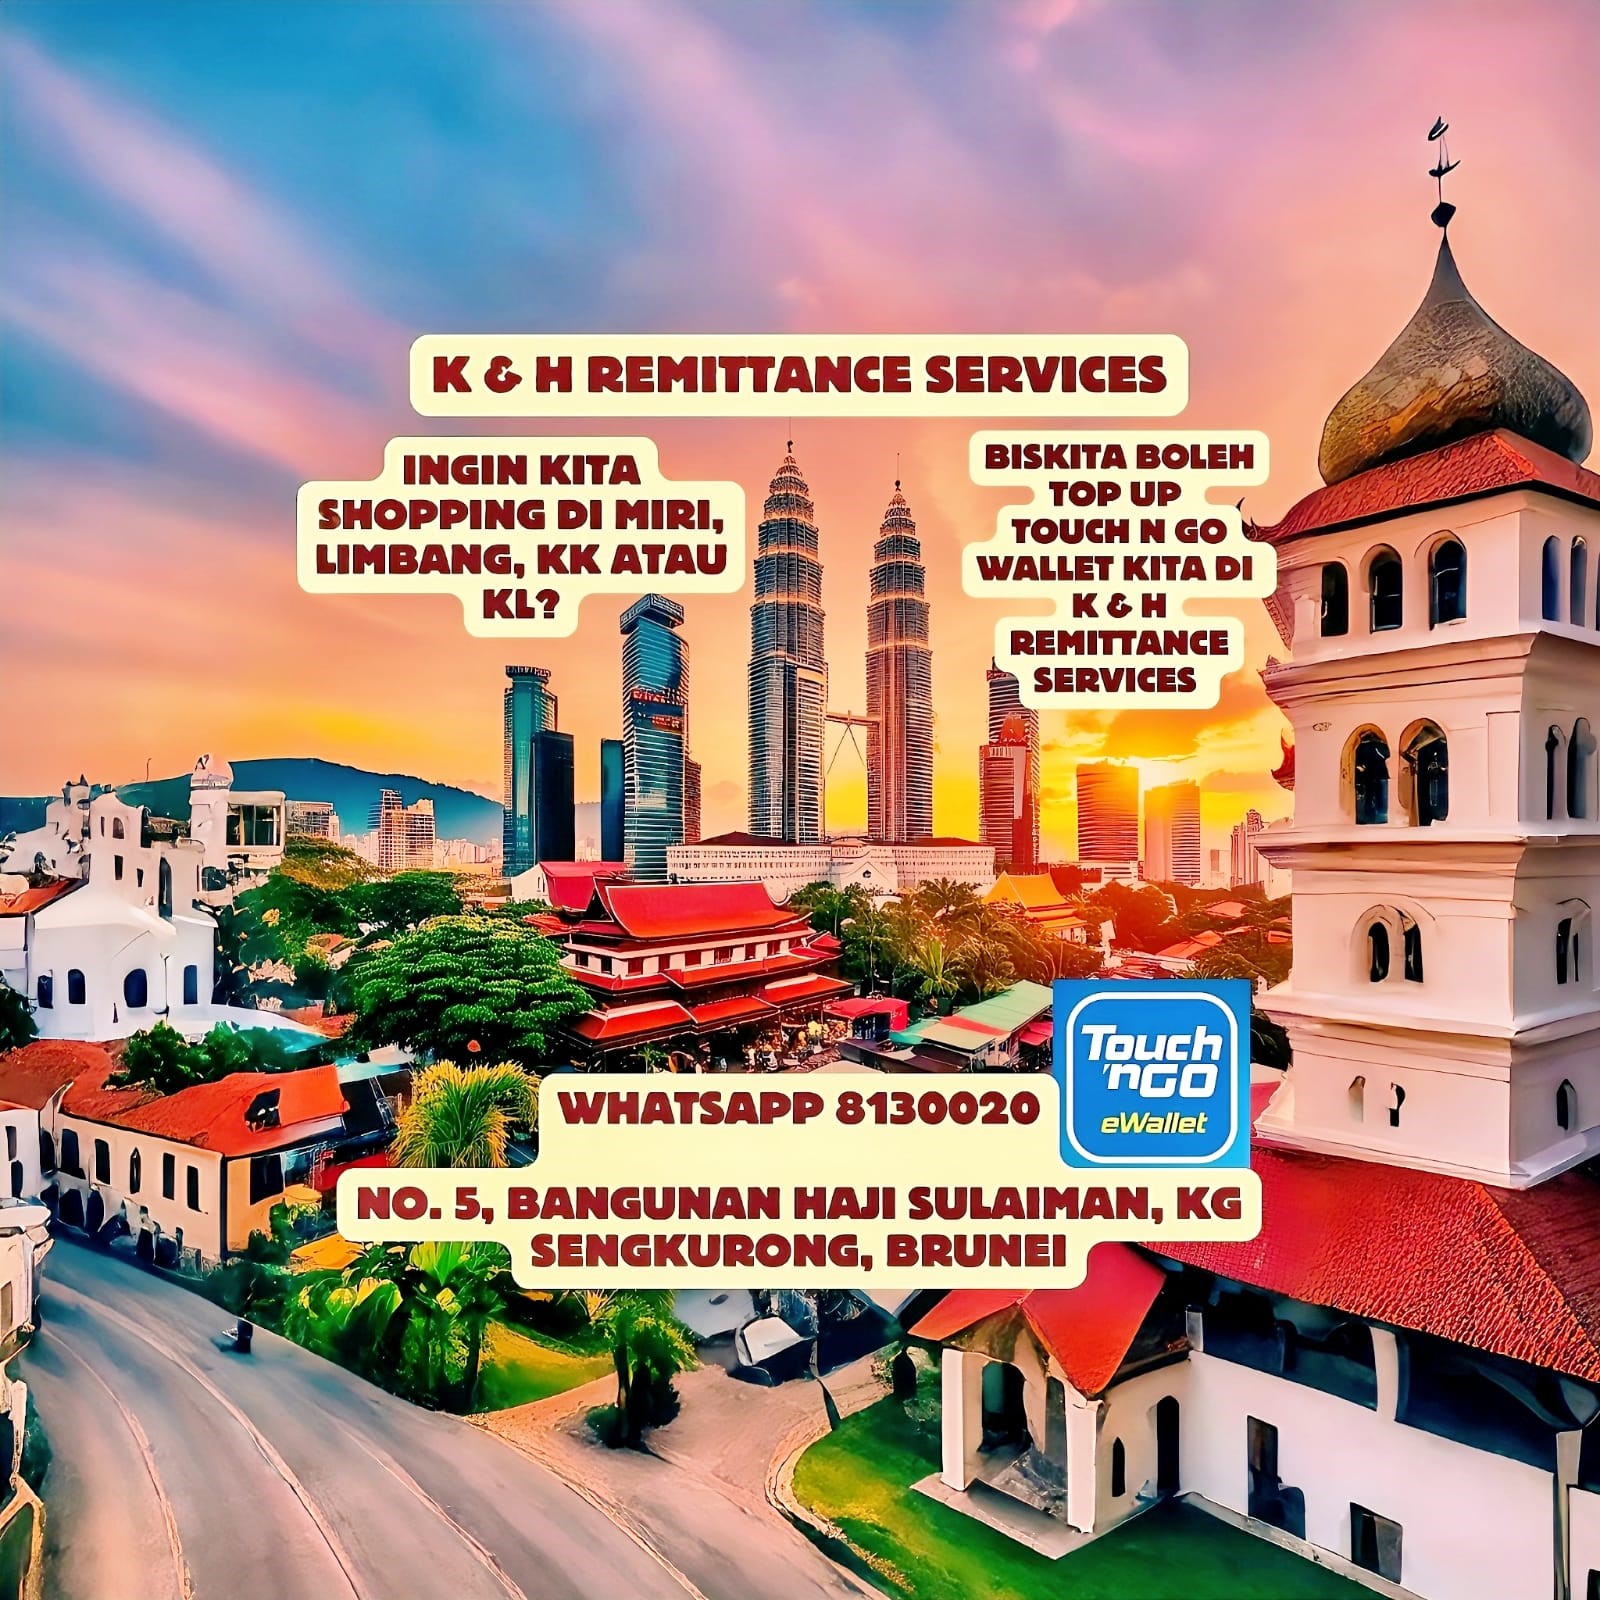 K & H REMITTANCE SERVICES
INGIN KITA
SHOPPING DI MIRI,
LIMBANG, KK ATAU
KL?
BISKITA BOLEH
TOP UP
TOUCH N GO
WALLET KITA DI
K & H
REMITTANCE
SERVICES
Touch
'nGO
eWallet
WHATSAPP 8130020
NO. 5, BANGUNAN HAJI SULAIMAN, KG
SENGKURONG, BRUNEI